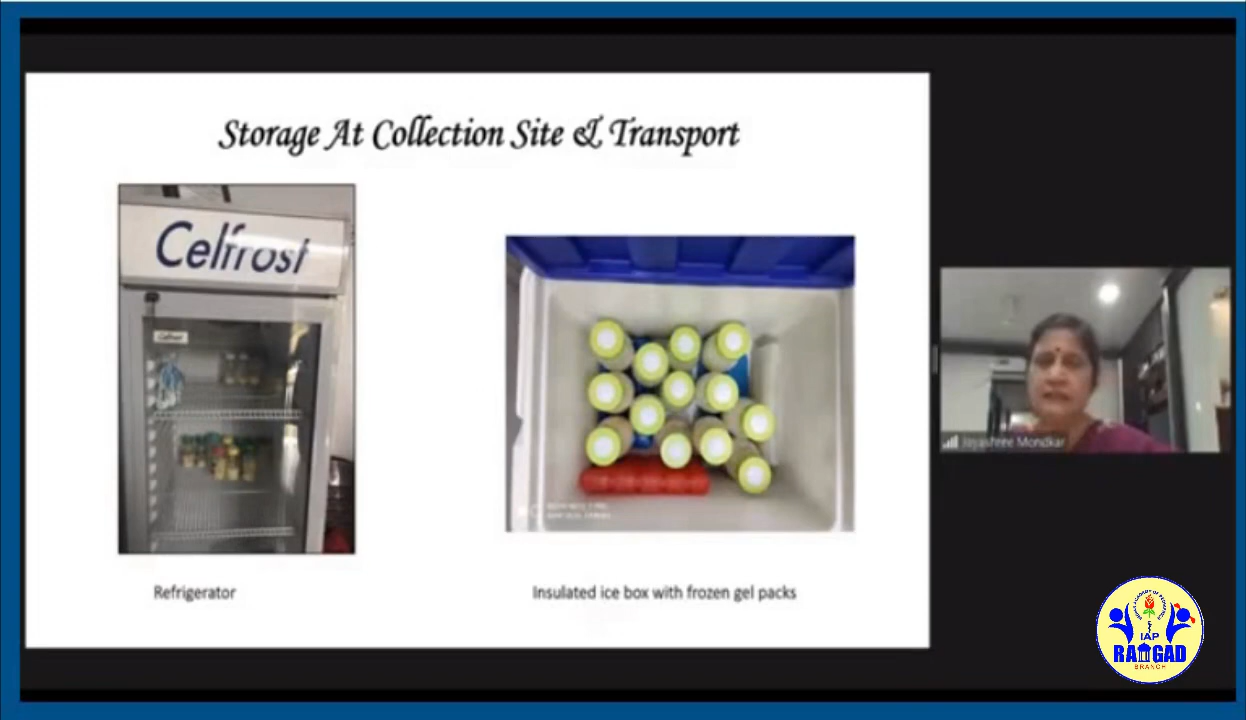 Storage At Collection Site & Transport
Celfrost
Refrigerator
Insulated ice box with frozen gel packs
Jayashree Mondkar
IAP
RAIGAD
BRANCH